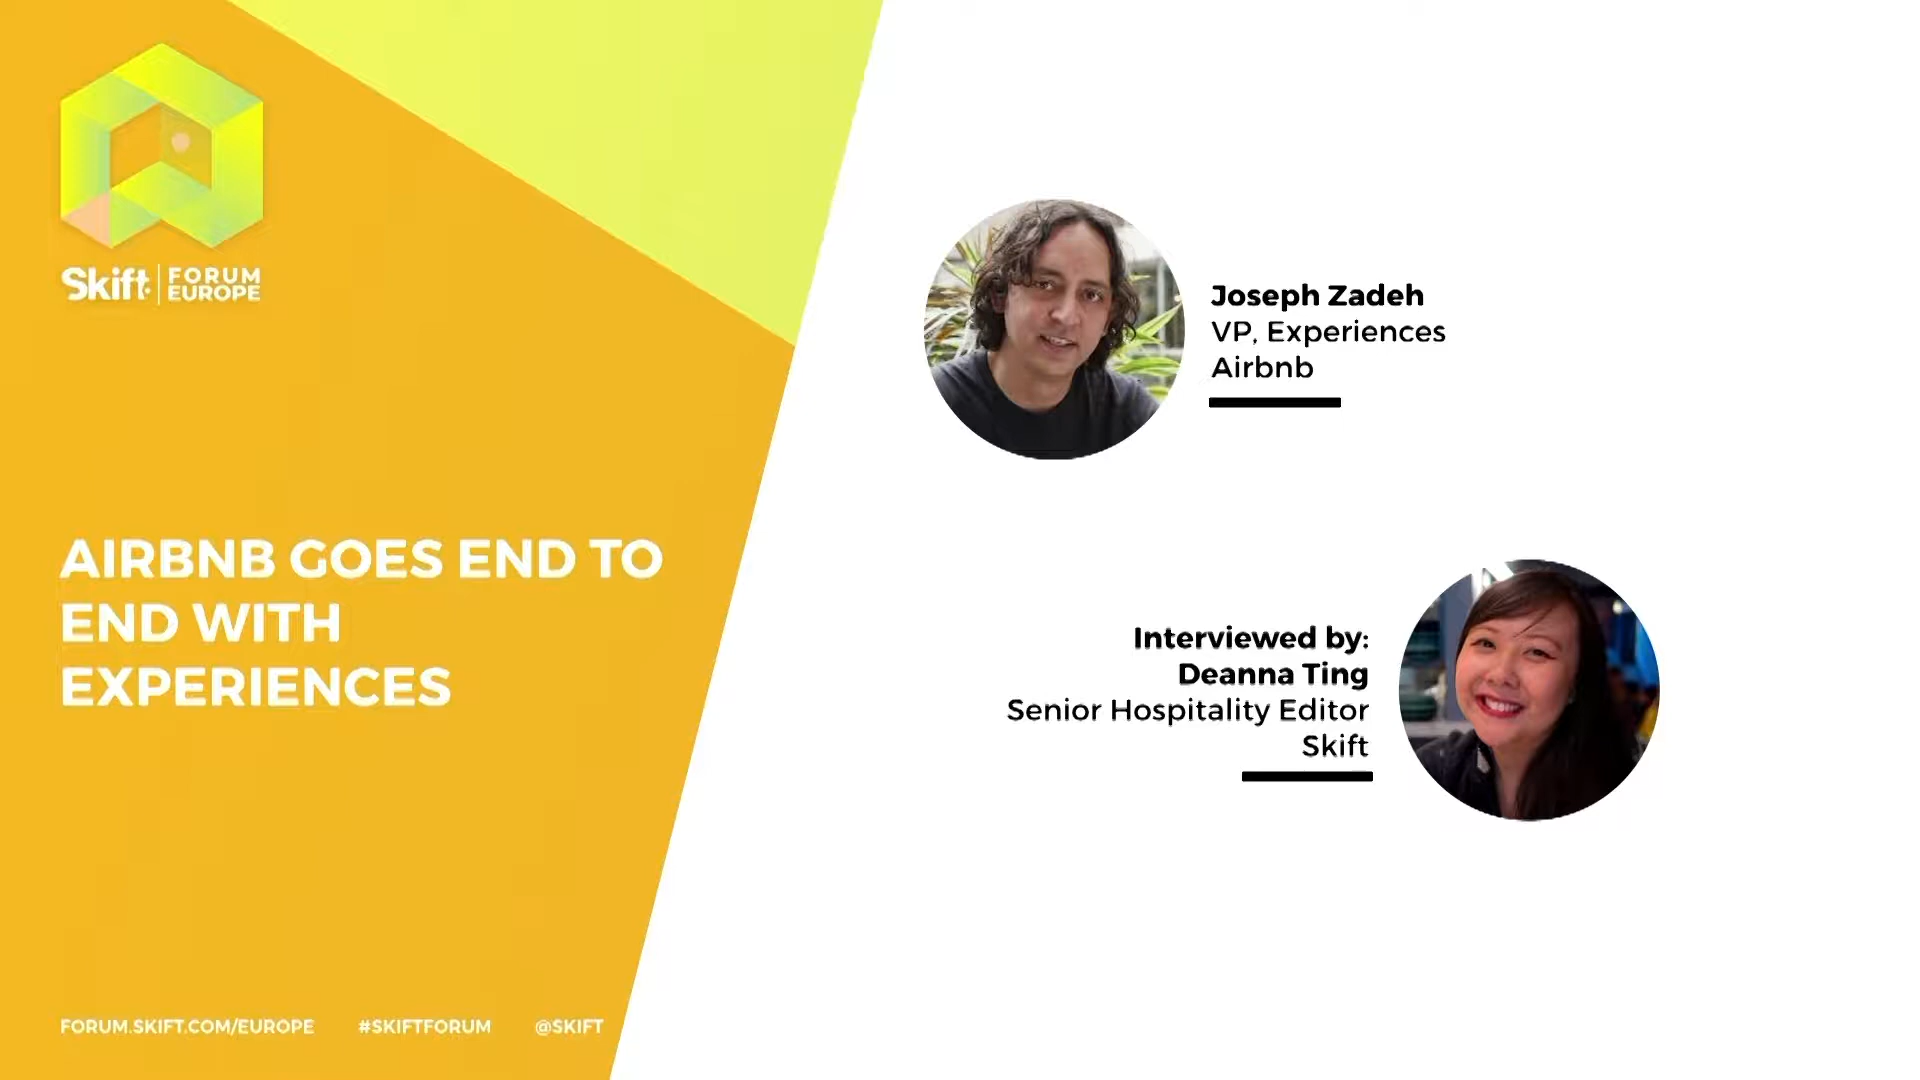 Skift:
FORUM
EUROPE
AIRBNB GOES END TO
END WITH
EXPERIENCES
FORUM.SKIFT.COM/EUROPE #SKIFTFORUM @SKIFT
Joseph Zadeh
VP, Experiences
Airbnb
Interviewed by:
Deanna Ting
Senior Hospitality Editor
Skift